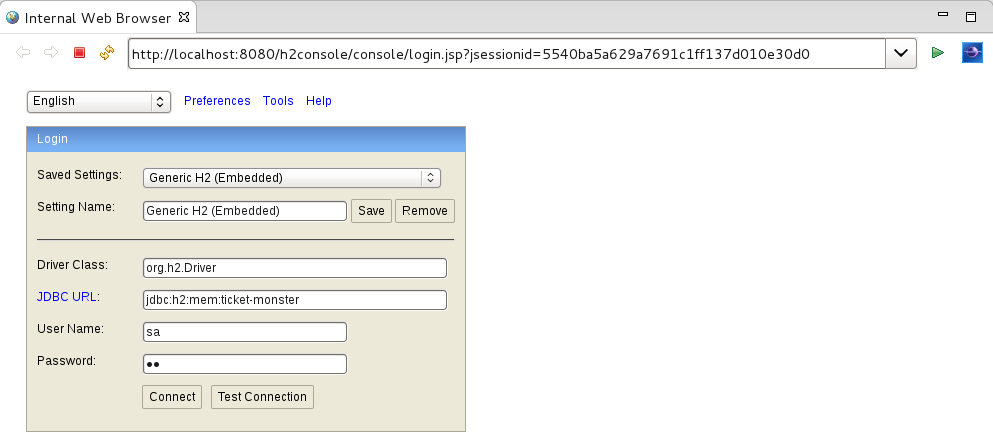 Internal Web Browser
http://localhost:8080/h2console/console/login.jsp?jsessionid=5540ba5a629a7691c1ff137d010e30d0
English Preferences Tools Help
Login
Saved Settings: Generic H2 (Embedded)
Setting Name: Generic H2 (Embedded) Save Remove
Driver Class: org.h2.Driver
JDBC URL: jdbc:h2:mem:ticket-monster
User Name: sa
Password: ●●
Connect Test Connection